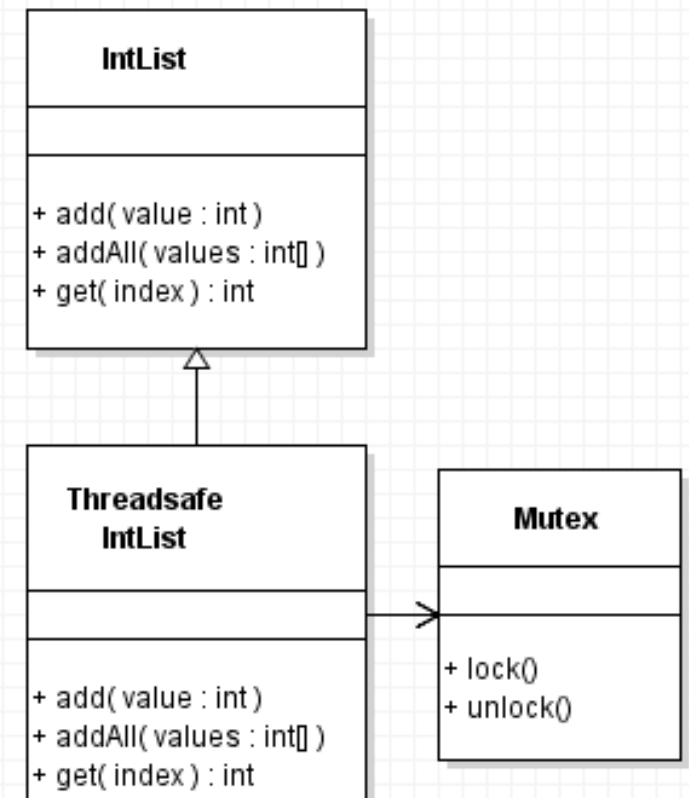 IntList
+ add( value : int )
+ addAll( values : int[] )
+ get( index ) : int
Threadsafe
IntList
+ add( value : int )
+ addAll( values : int[] )
+ get( index ) : int
Mutex
+ lock()
+ unlock()